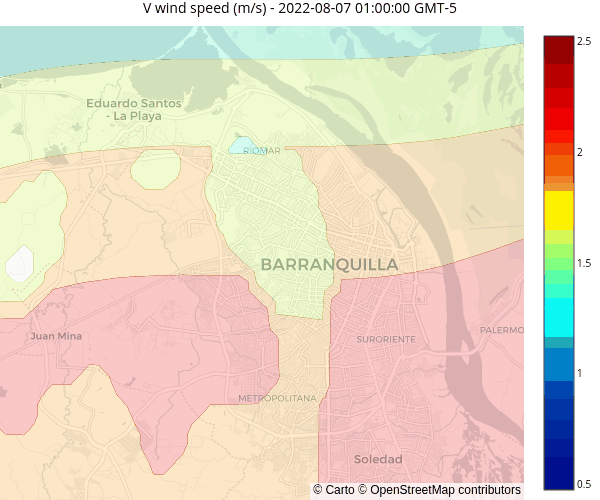 V wind speed (m/s) - 2022-08-07 01:00:00 GMT-5
2.5
Eduardo Santos
- La Playa
2
RIOMAR
BARRANQUILLA
1.5
PALERMO
Juan Mina
SURORIENTE
1
METROPOLITANA
Soledad
0.5
© Carto © OpenStreetMap contributors